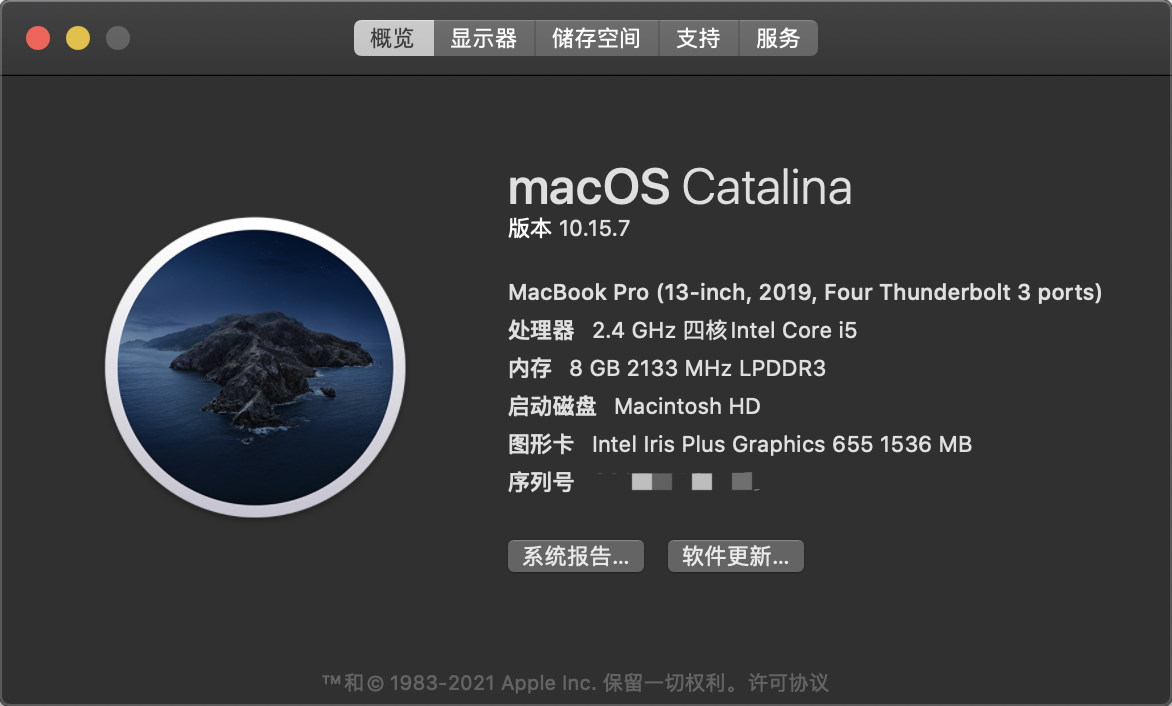 概览 显示器 储存空间 支持 服务
macOS Catalina
版本 10.15.7
MacBook Pro (13-inch, 2019, Four Thunderbolt 3 ports)
处理器 2.4 GHz 四核Intel Core i5
内存 8 GB 2133 MHz LPDDR3
启动磁盘 Macintosh HD
图形卡 Intel Iris Plus Graphics 655 1536 MB
序列号
系统报告... 软件更新...
™和© 1983-2021 Apple Inc. 保留一切权利。许可协议